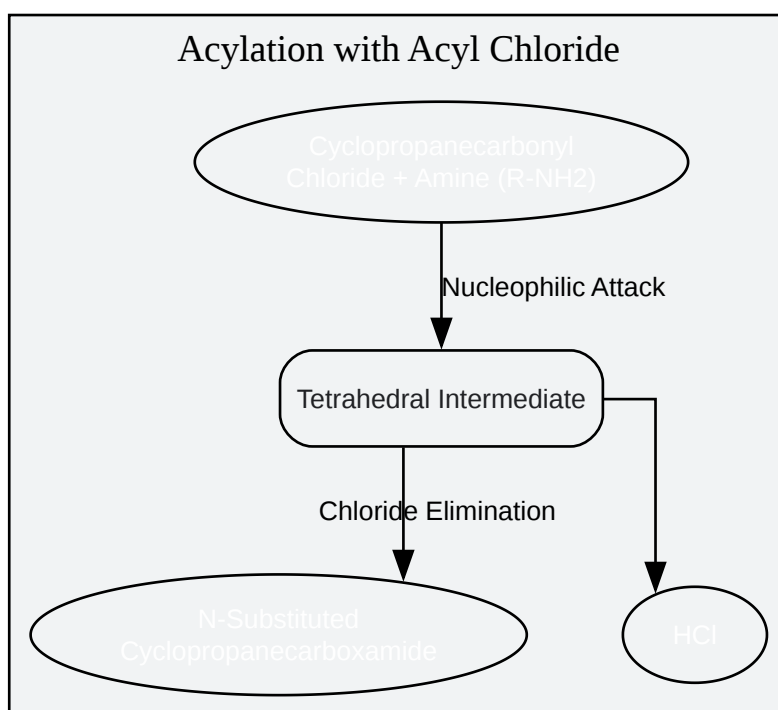 Acylation with Acyl Chloride
Cyclopropanecarbonyl
Chloride + Amine (R-NH2)
Nucleophilic Attack
Tetrahedral Intermediate
Chloride Elimination
N-Substituted
Cyclopropanecarboxamide
HCl